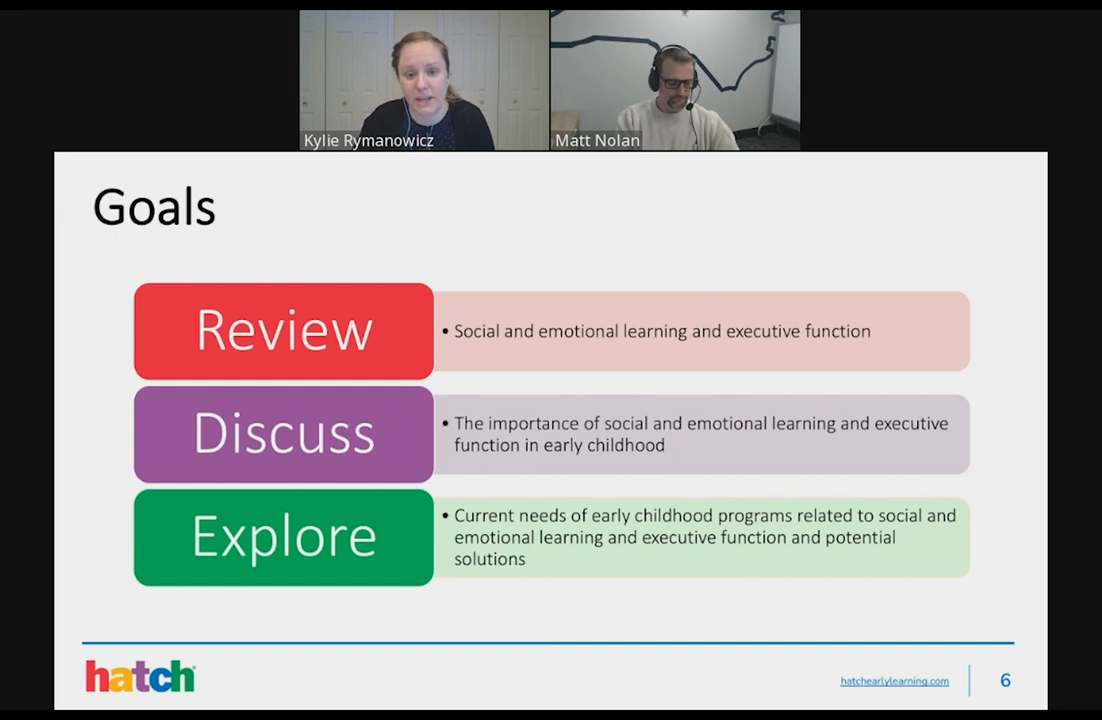 Kylie Rymanowicz
Matt Nolan
Goals
Review
• Social and emotional learning and executive function
Discuss
• The importance of social and emotional learning and executive
function in early childhood
Explore
• Current needs of early childhood programs related to social and
emotional learning and executive function and potential
solutions
hatch
hatchearlylearning.com
6